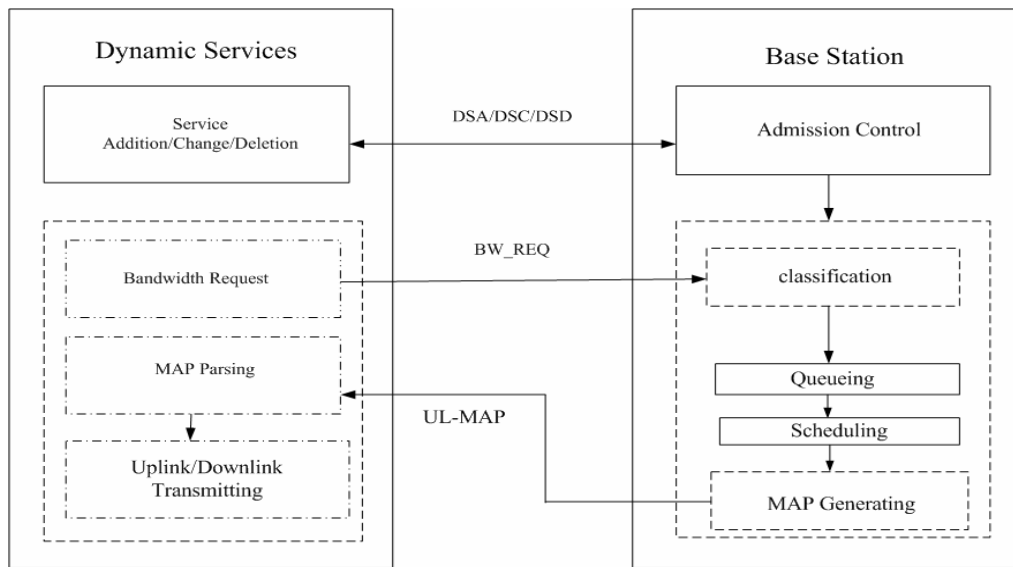 Dynamic Services
Service
Addition/Change/Deletion
Bandwidth Request
MAP Parsing
Uplink/Downlink
Transmitting
DSA/DSC/DSD
BW_REQ
UL-MAP
Base Station
Admission Control
classification
Queueing
Scheduling
MAP Generating